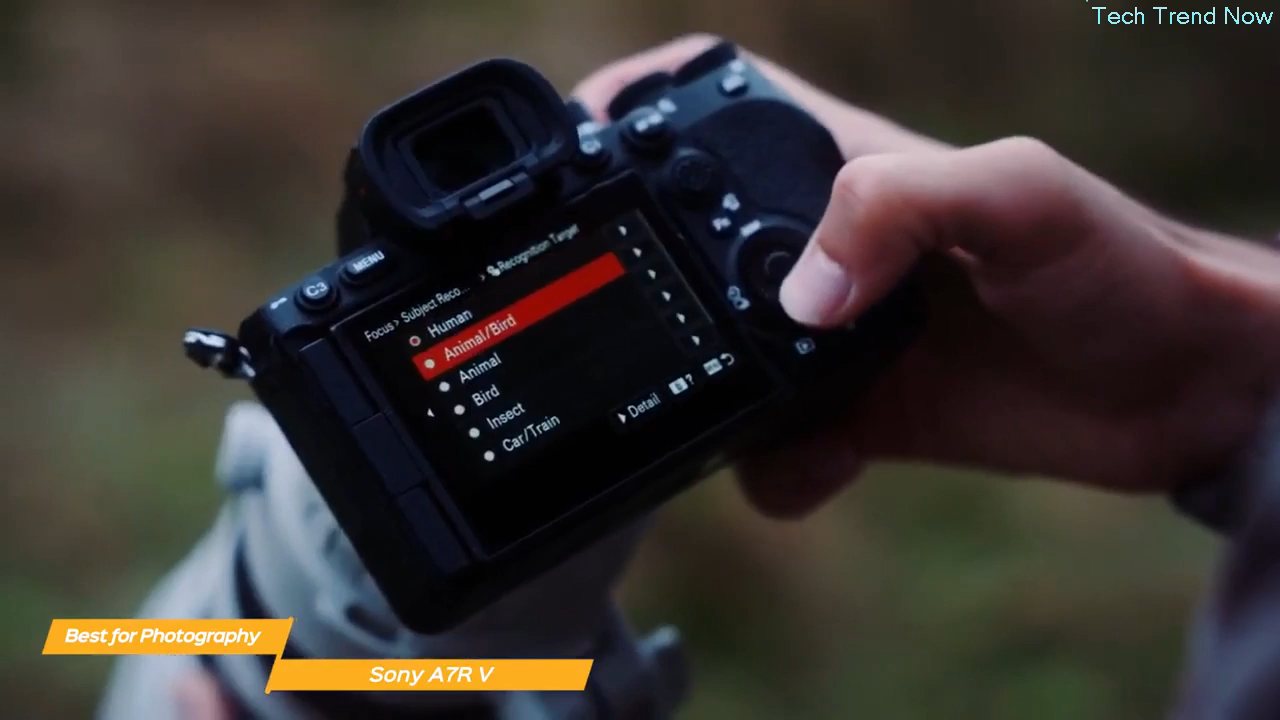 Tech Trend Now
MENU
C3
Focus > Subject Reco... > Recognition Target
Human
Animal/Bird
Animal
Bird
Insect
Car/Train
Detail
?
Fn
Best for Photography
Sony A7R V